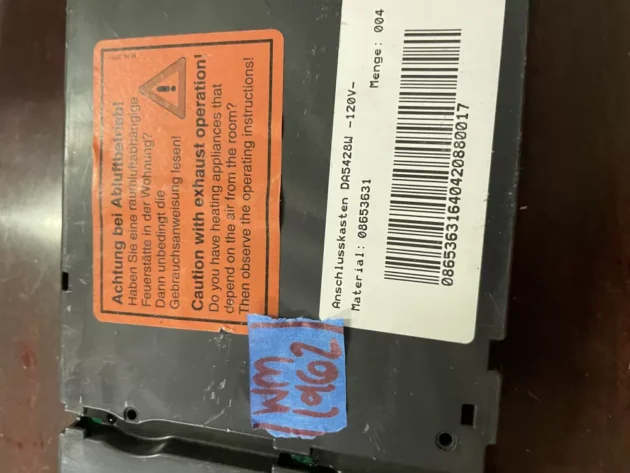 Achtung bei Abluftbetrieb!
Haben Sie eine raumluftabhängige
Feuerstätte in der Wohnung?
Dann unbedingt die
Gebrauchsanweisung lesen!
Caution with exhaust operation!
Do you have heating appliances that
depend on the air from the room?
Then observe the operating instructions!
Anschlusskasten DA5428W -120V-
Material: 08653631
Menge: 004
08653631640420880017
WM
1962